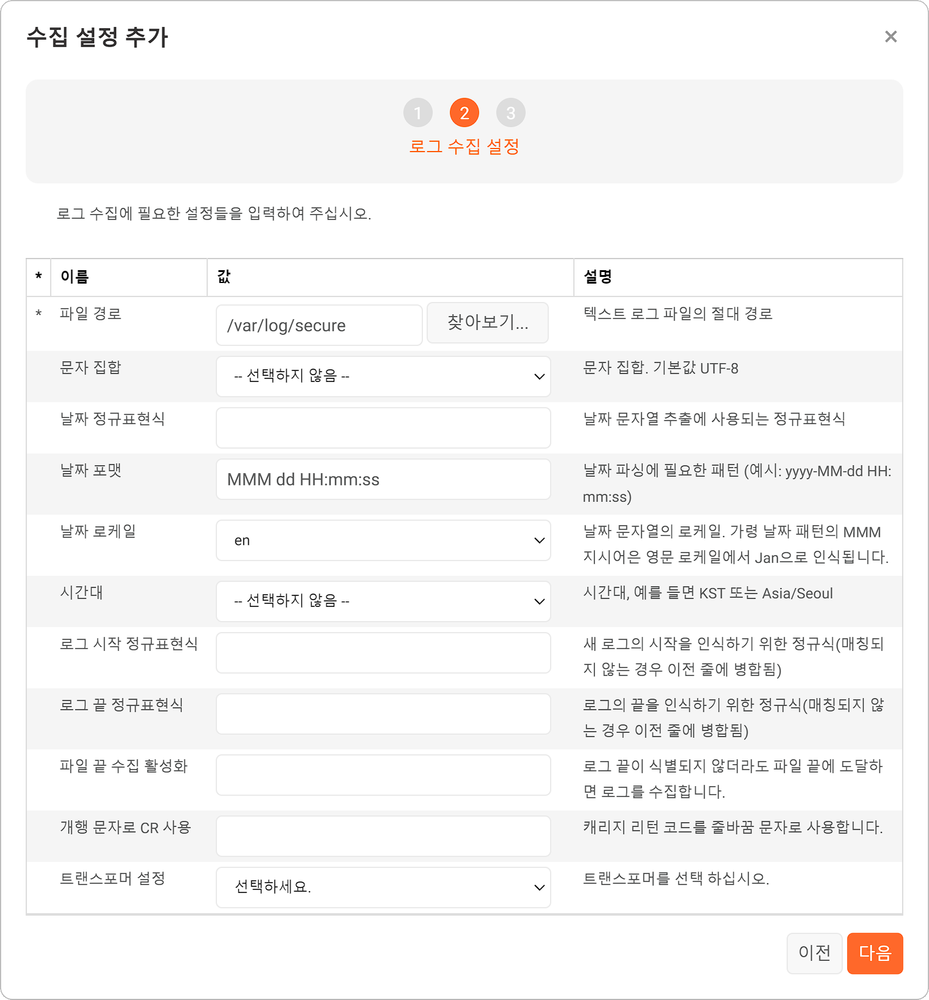 수집 설정 추가
×
1 2 3
로그 수집 설정
로그 수집에 필요한 설정들을 입력하여 주십시오.
* 이름 값 설명
* 파일 경로 /var/log/secure 찾아보기... 텍스트 로그 파일의 절대 경로
문자 집합 -- 선택하지 않음 -- 문자 집합. 기본값 UTF-8
날짜 정규표현식 날짜 문자열 추출에 사용되는 정규표현식
날짜 포맷 MMM dd HH:mm:ss 날짜 파싱에 필요한 패턴 (예시: yyyy-MM-dd HH:
mm:ss)
날짜 로케일 en 날짜 문자열의 로케일. 가령 날짜 패턴의 MMM
지시어은 영문 로케일에서 Jan으로 인식됩니다.
시간대 -- 선택하지 않음 -- 시간대, 예를 들면 KST 또는 Asia/Seoul
로그 시작 정규표현식 새 로그의 시작을 인식하기 위한 정규식(매칭되
지 않는 경우 이전 줄에 병합됨)
로그 끝 정규표현식 로그의 끝을 인식하기 위한 정규식(매칭되지 않
는 경우 이전 줄에 병합됨)
파일 끝 수집 활성화 로그 끝이 식별되지 않더라도 파일 끝에 도달하
면 로그를 수집합니다.
개행 문자로 CR 사용 캐리지 리턴 코드를 줄바꿈 문자로 사용합니다.
트랜스포머 설정 선택하세요. 트랜스포머를 선택 하십시오.
이전 다음